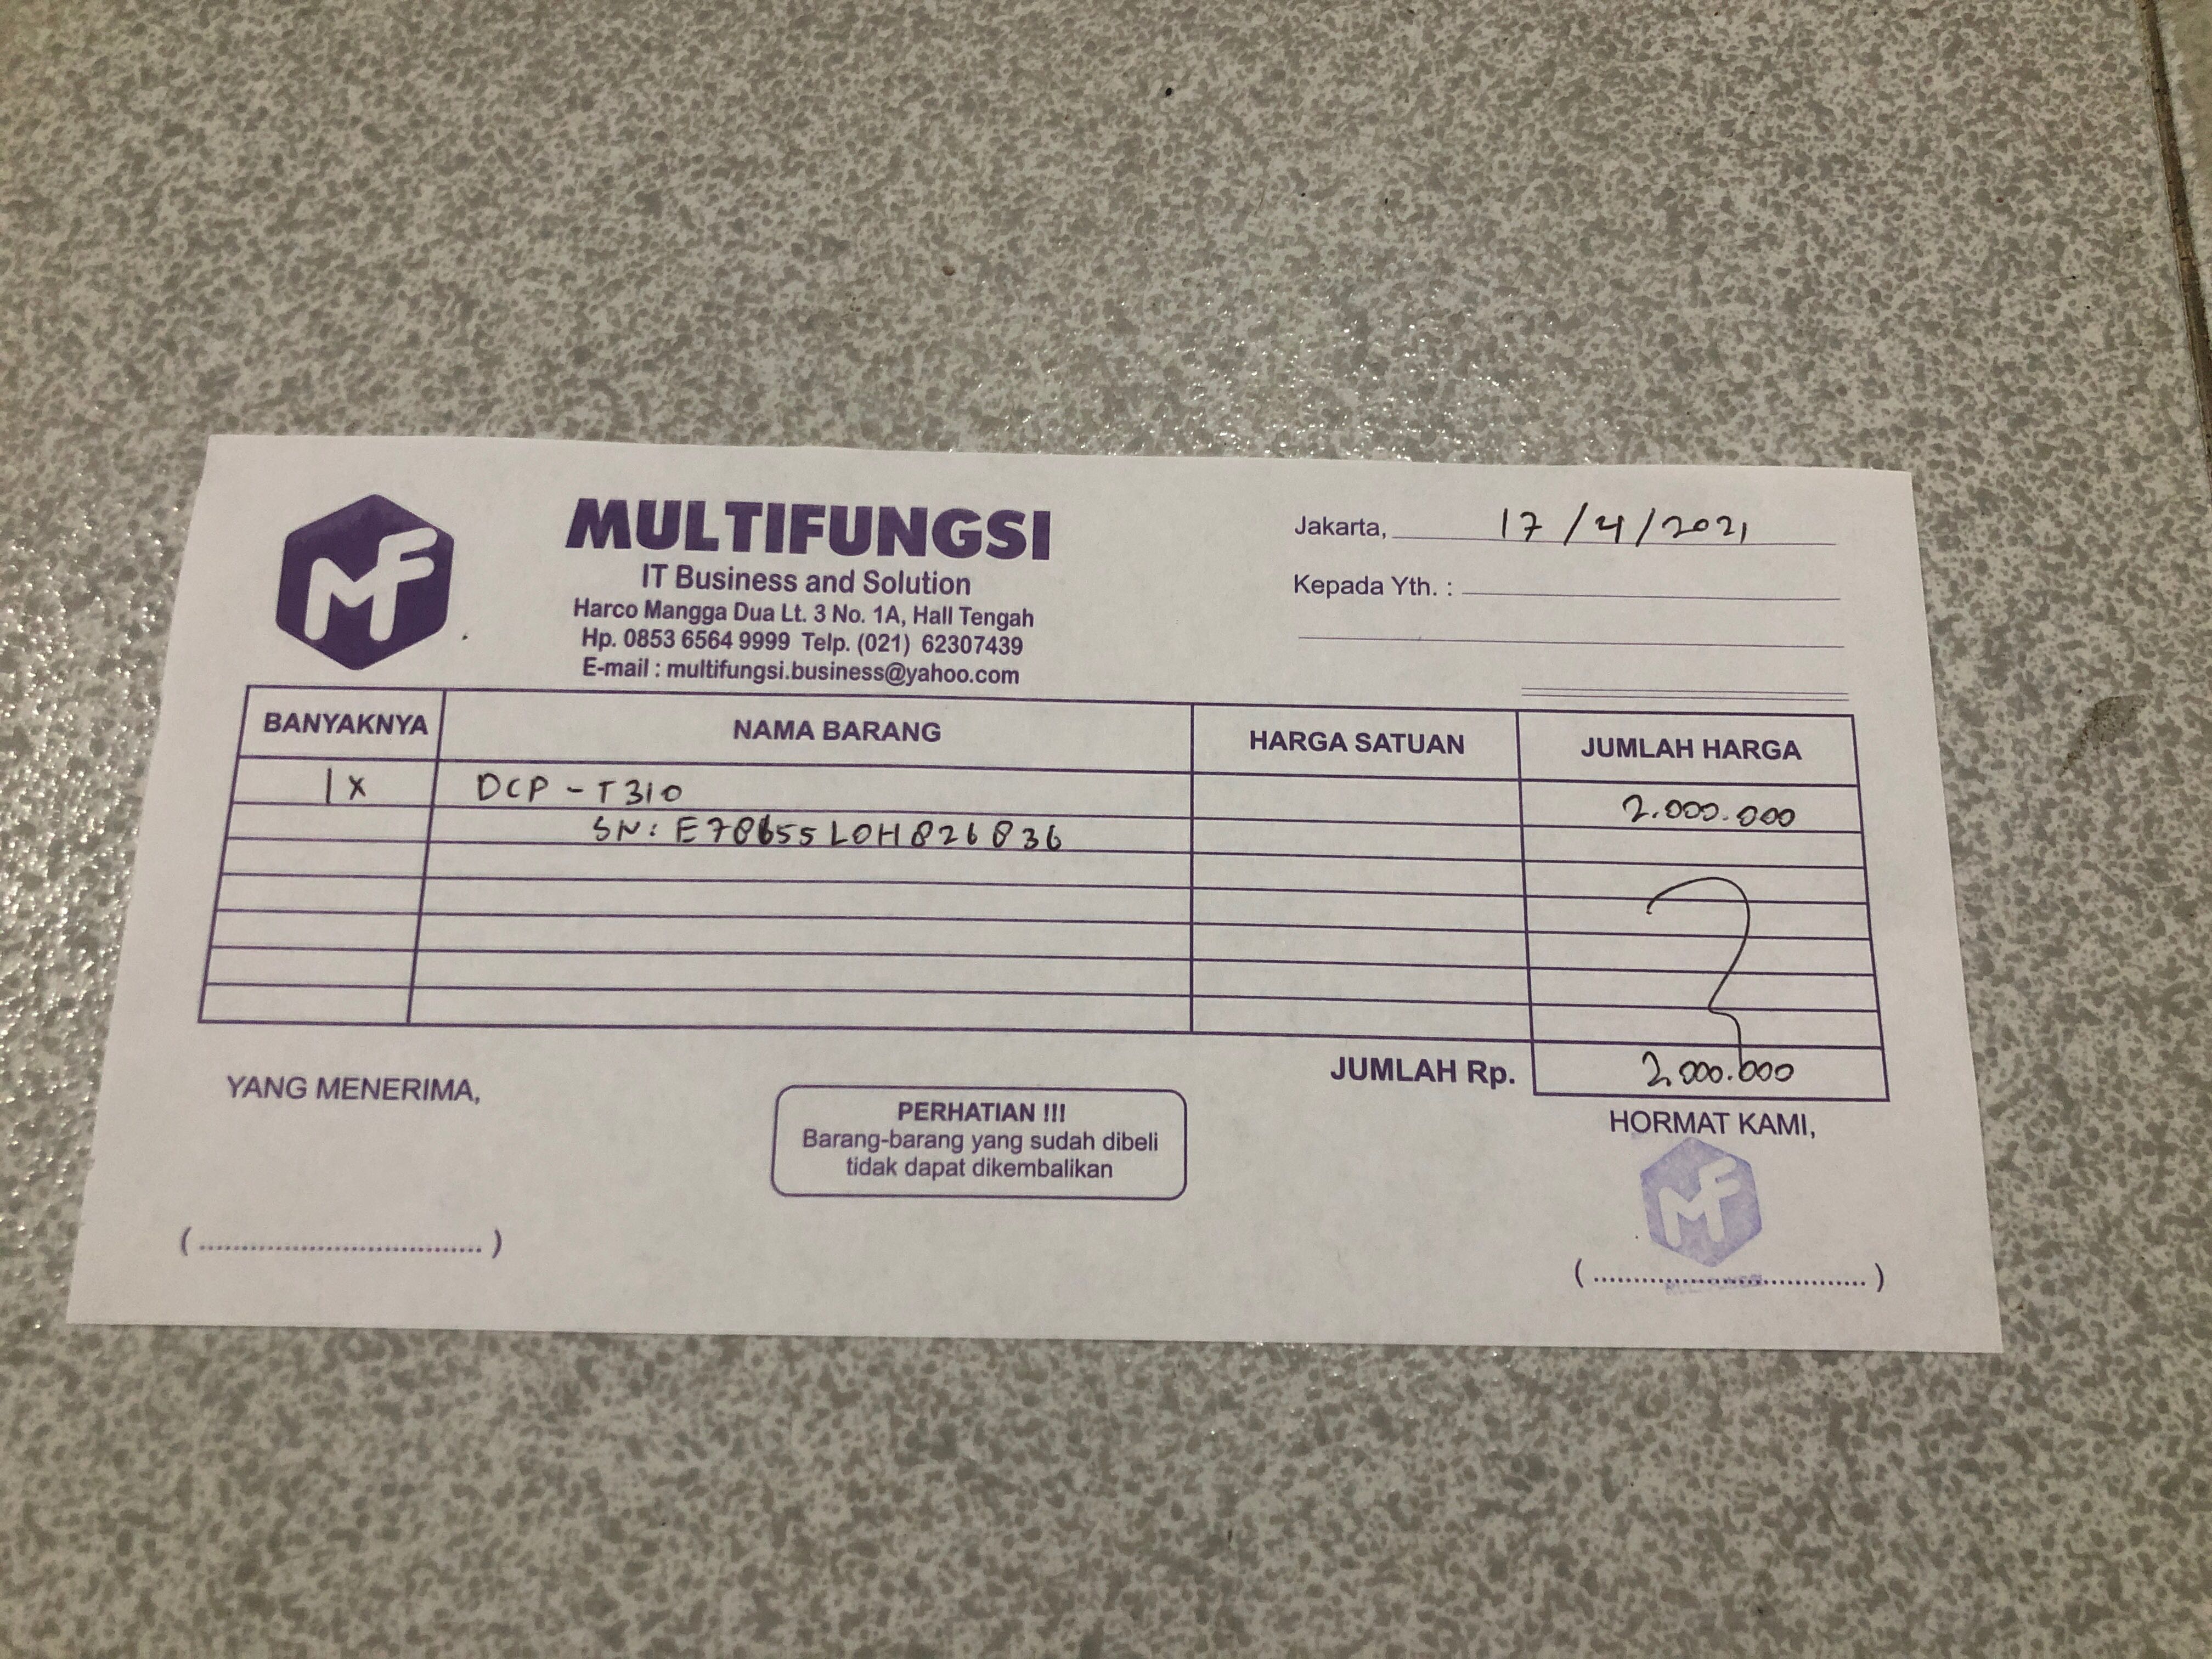 MF
MULTIFUNGSI
IT Business and Solution
Harco Mangga Dua Lt. 3 No. 1A, Hall Tengah
Hp. 0853 6564 9999 Telp. (021) 62307439
E-mail : multifungsi.business@yahoo.com
Jakarta, 17/4/2021
Kepada Yth. :
BANYAKNYA NAMA BARANG HARGA SATUAN JUMLAH HARGA
1x DCP-T310 2.000.000
SN: E78655L0H826836
JUMLAH Rp. 2.000.000
YANG MENERIMA,
PERHATIAN !!!
Barang-barang yang sudah dibeli
tidak dapat dikembalikan
HORMAT KAMI,
MF
(................................) (................................)
MULTIFUNGSI